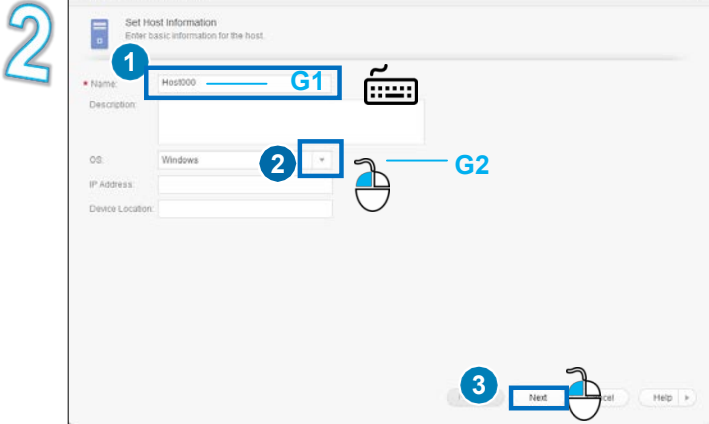 2
Set Host Information
Enter basic information for the host.
1
* Name: Host000 G1
Description:
2
OS: Windows G2
IP Address:
Device Location:
3
Next Help